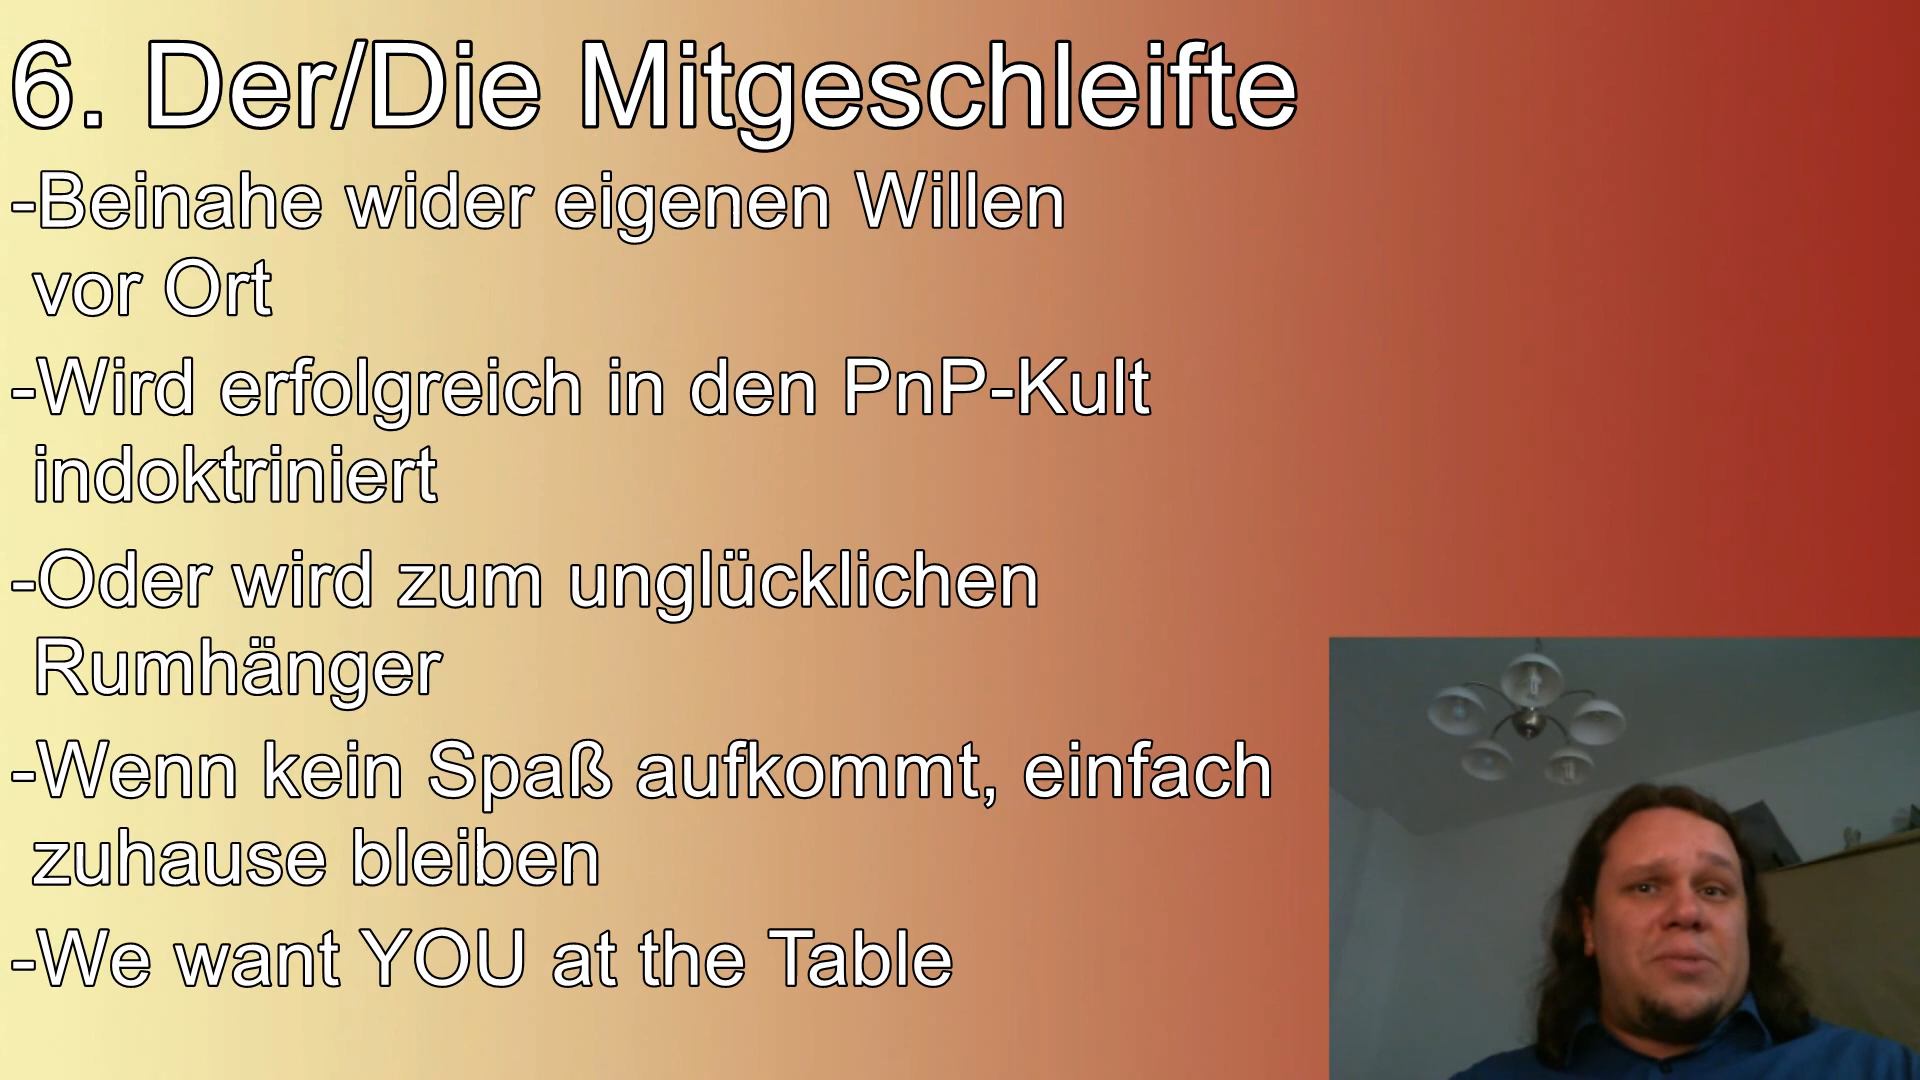 6. Der/Die Mitgeschleifte
-Beinahe wider eigenen Willen
vor Ort
-Wird erfolgreich in den PnP-Kult
indoktriniert
-Oder wird zum unglücklichen
Rumhänger
-Wenn kein Spaß aufkommt, einfach
zuhause bleiben
-We want YOU at the Table